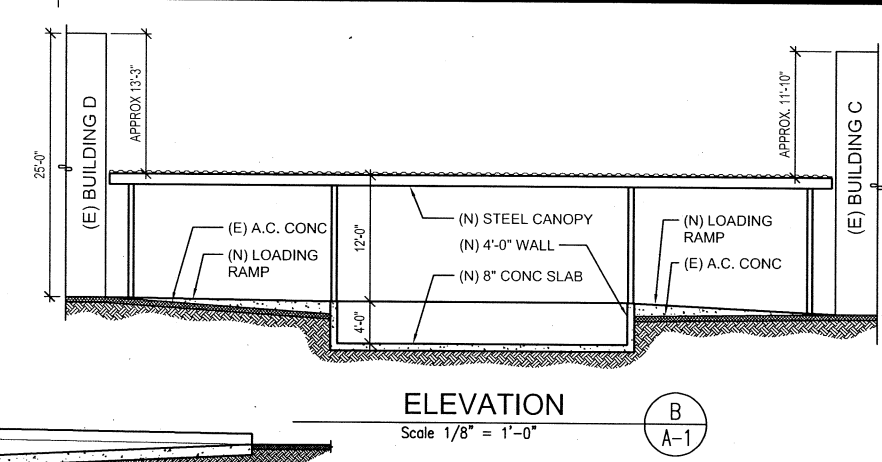 25'-0"
(E) BUILDING D
APPROX 13'-3"
APPROX. 11'-10"
(E) BUILDING C
(E) A.C. CONC
(N) LOADING
RAMP
12'-0"
4'-0"
(N) STEEL CANOPY
(N) 4'-0" WALL
(N) 8" CONC SLAB
(N) LOADING
RAMP
(E) A.C. CONC
ELEVATION
Scale 1/8" = 1'-0"
B
A-1